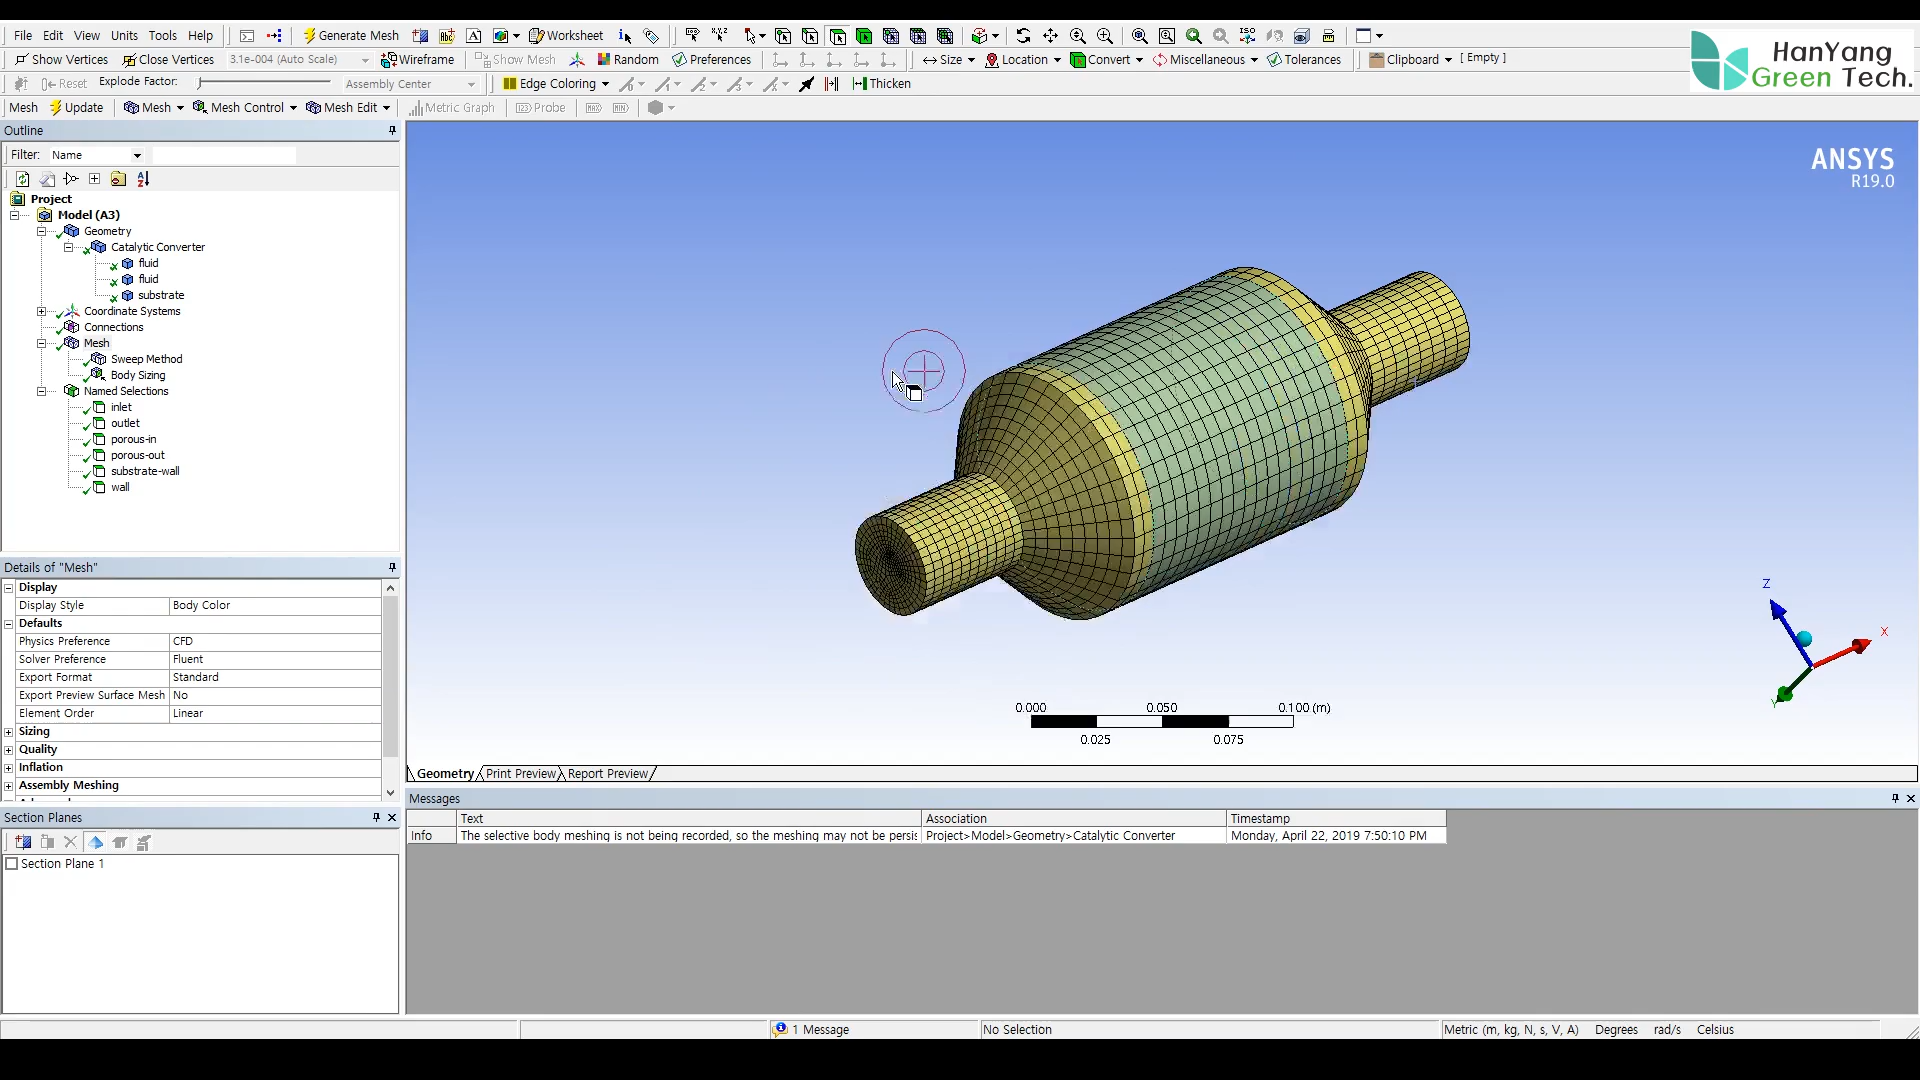 File Edit View Units Tools Help Generate Mesh Worksheet
Show Vertices Close Vertices 3.1e-004 (Auto Scale) Wireframe Show Mesh Random Preferences Size Location Convert Miscellaneous Tolerances Clipboard [ Empty ]
Reset Explode Factor: Assembly Center Edge Coloring Thicken
Mesh Update Mesh Mesh Control Mesh Edit Metric Graph Probe
HanYang
Green Tech.
Outline
Filter: Name
Project
Model (A3)
Geometry
Catalytic Converter
fluid
fluid
substrate
Coordinate Systems
Connections
Mesh
Sweep Method
Body Sizing
Named Selections
inlet
outlet
porous-in
porous-out
substrate-wall
wall
Details of "Mesh"
Display
Display Style Body Color
Defaults
Physics Preference CFD
Solver Preference Fluent
Export Format Standard
Export Preview Surface Mesh No
Element Order Linear
Sizing
Quality
Inflation
Assembly Meshing
Section Planes
Section Plane 1
ANSYS
R19.0
Z
X
Y
0.000 0.050 0.100 (m)
0.025 0.075
Geometry Print Preview Report Preview
Messages
Text Association Timestamp
Info The selective body meshing is not being recorded, so the meshing may not be persis Project>Model>Geometry>Catalytic Converter Monday, April 22, 2019 7:50:10 PM
1 Message No Selection Metric (m, kg, N, s, V, A) Degrees rad/s Celsius